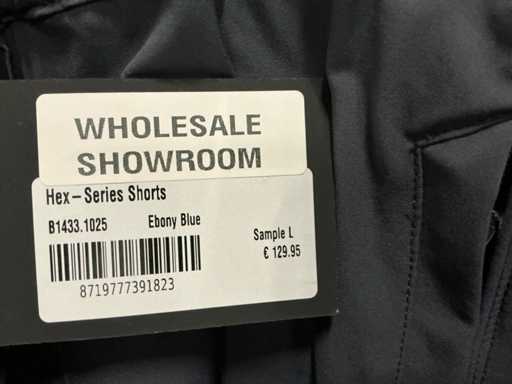 WHOLESALE
SHOWROOM
Hex-Series Shorts
B1433.1025 Ebony Blue
Sample L
€ 129.95
8719777391823